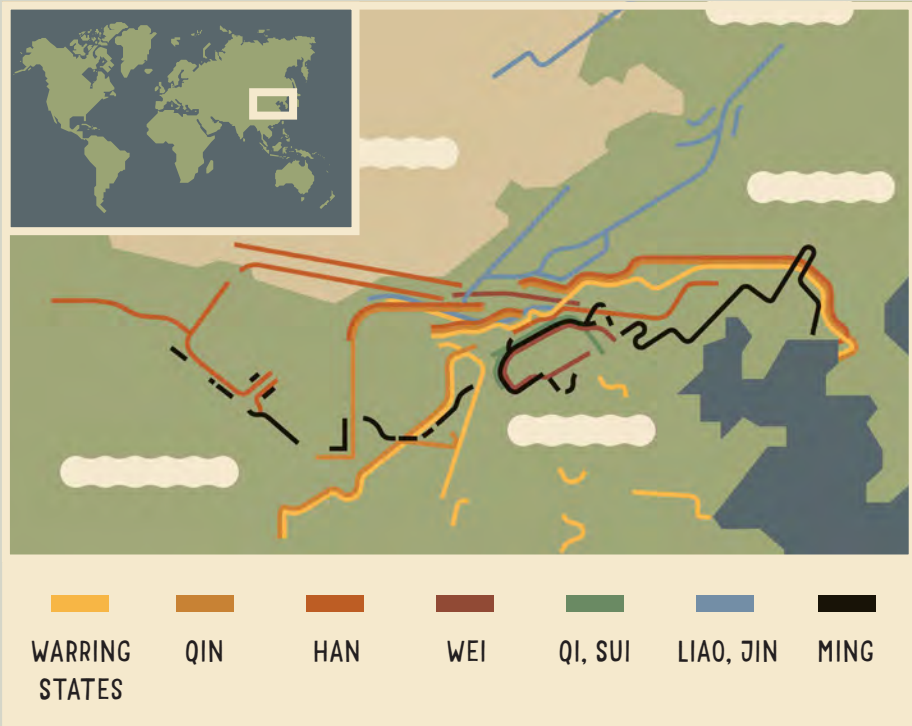 WARRING
STATES
QIN
HAN
WEI
QI, SUI
LIAO, JIN
MING